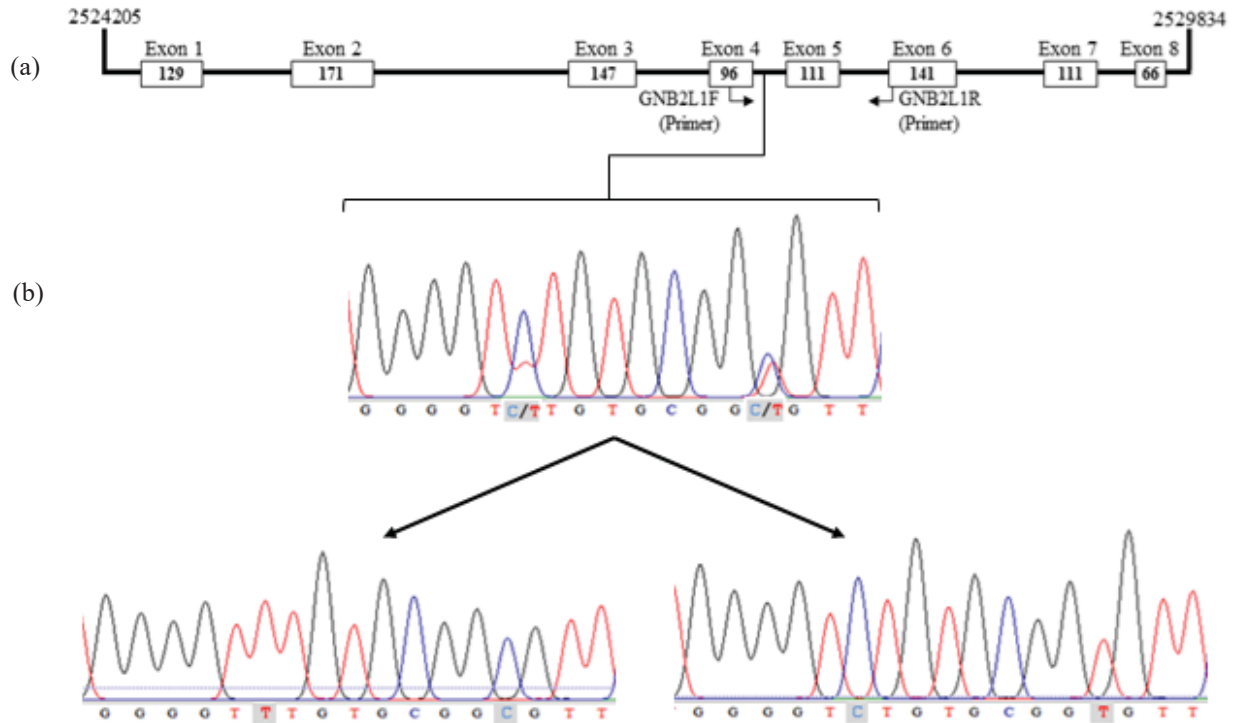 2524205 2529834
(a) Exon 1 Exon 2 Exon 3 Exon 4 Exon 5 Exon 6 Exon 7 Exon 8
129 171 147 96 111 141 111 66
GNB2L1F GNB2L1R
(Primer) (Primer)
(b)
G G G G T C/T T G T G C G G C/T G T T
G G G G T T T G T G C G G C G T T
G G G G T C T G T G C G G T G T T